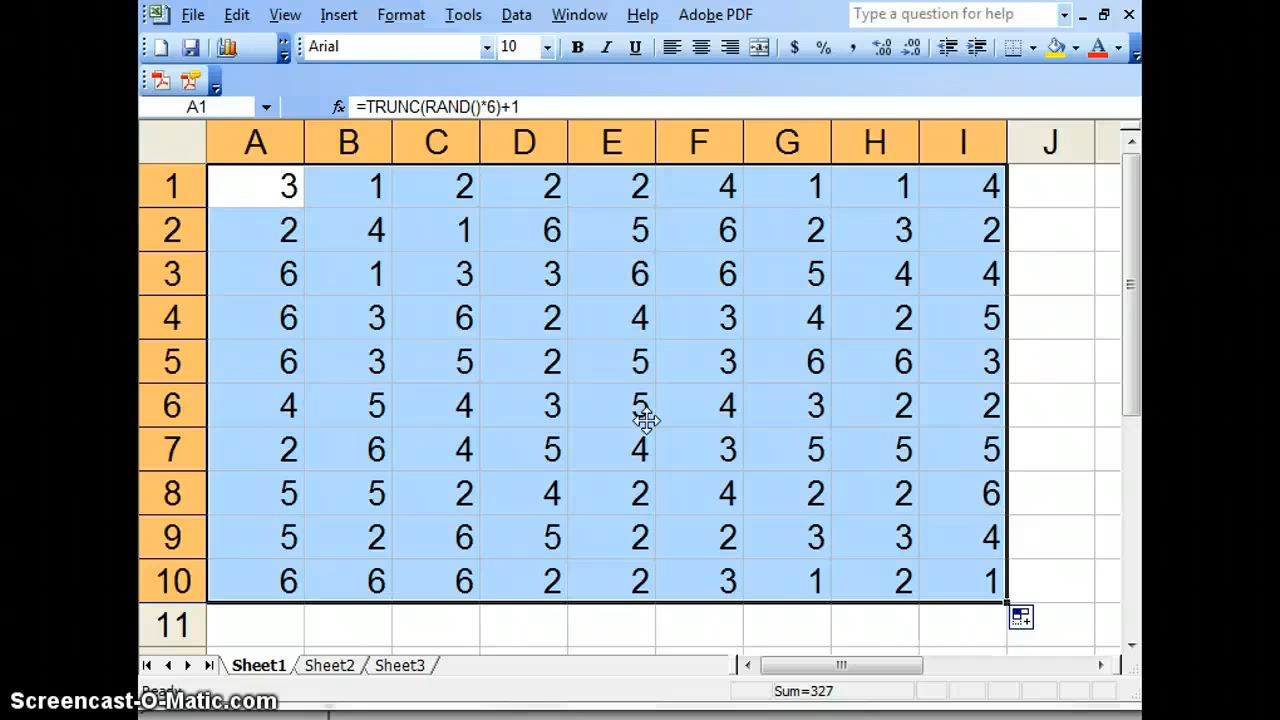 File Edit View Insert Format Tools Data Window Help Adobe PDF Type a question for help
Arial 10 B I U $ % ,
A1 fx =TRUNC(RAND()*6)+1
A B C D E F G H I J
1 3 1 2 2 2 4 1 1 4
2 2 4 1 6 5 6 2 3 2
3 6 1 3 3 6 6 5 4 4
4 6 3 6 2 4 3 4 2 5
5 6 3 5 2 5 3 6 6 3
6 4 5 4 3 5 4 3 2 2
7 2 6 4 5 4 3 5 5 5
8 5 5 2 4 2 4 2 2 6
9 5 2 6 5 2 2 3 3 4
10 6 6 6 2 2 3 1 2 1
11
Sheet1 Sheet2 Sheet3
Ready Sum=327
Screencast-O-Matic.com